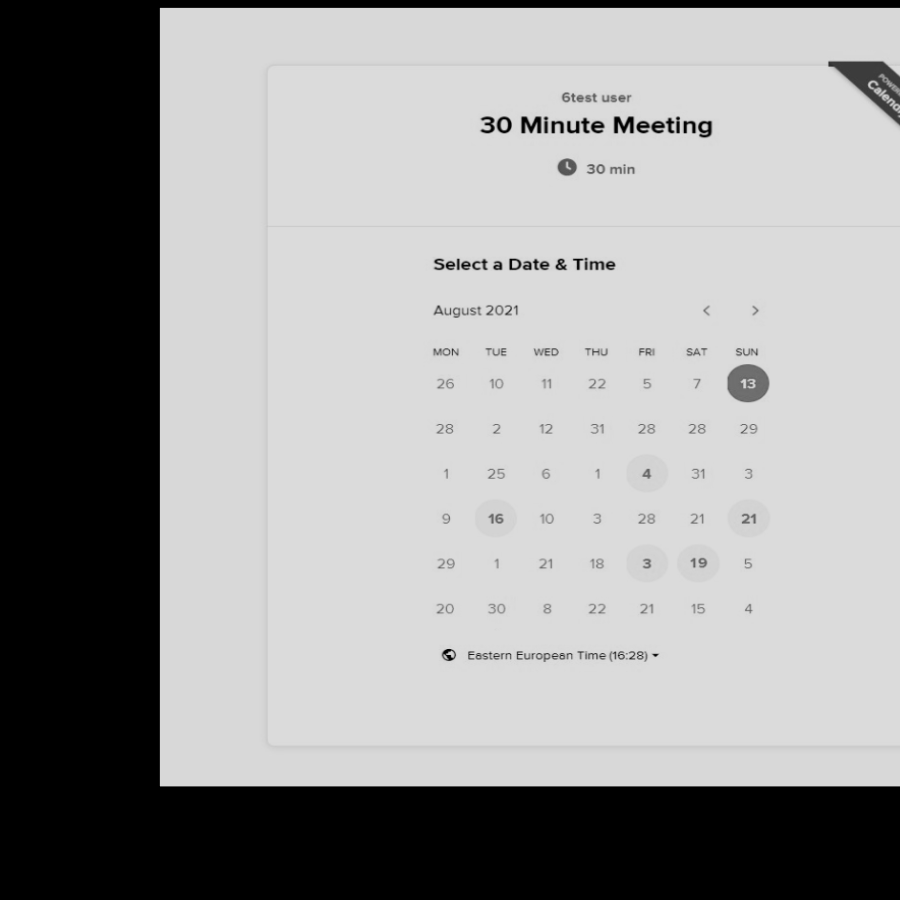 6test user
30 Minute Meeting
30 min
Select a Date & Time
August 2021
MON TUE WED THU FRI SAT SUN
26 10 11 22 5 7 13
28 2 12 31 28 28 29
1 25 6 1 4 31 3
9 16 10 3 28 21 21
29 1 21 18 3 19 5
20 30 8 22 21 15 4
Eastern European Time (16:28)